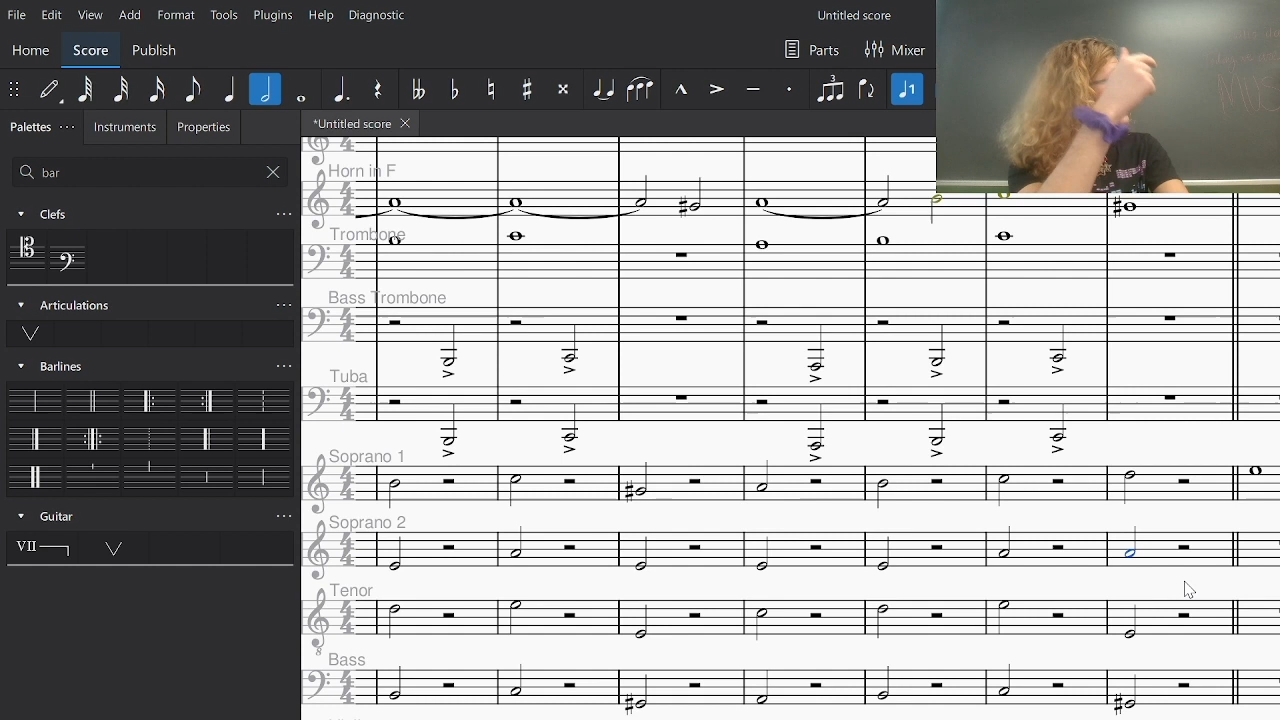 File Edit View Add Format Tools Plugins Help Diagnostic Untitled score
Home Score Publish Parts Mixer
Palettes Instruments Properties *Untitled score
bar
Clefs
Articulations
Barlines
Guitar
VII
Horn in F
Trombone
Bass Trombone
Tuba
Soprano 1
Soprano 2
Tenor
Bass